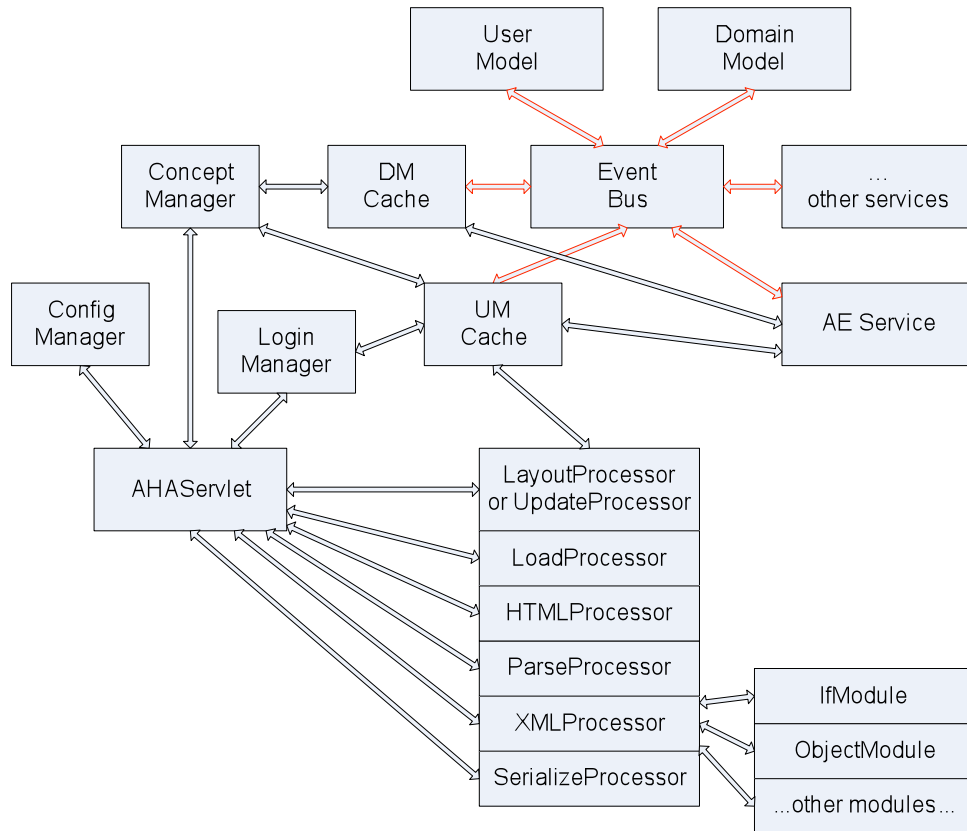 User
Model
Domain
Model
Concept
Manager
DM
Cache
Event
Bus
...
other services
Config
Manager
Login
Manager
UM
Cache
AE Service
AHAServlet
LayoutProcessor
or UpdateProcessor
LoadProcessor
HTMLProcessor
ParseProcessor
XMLProcessor
SerializeProcessor
IfModule
ObjectModule
...other modules...